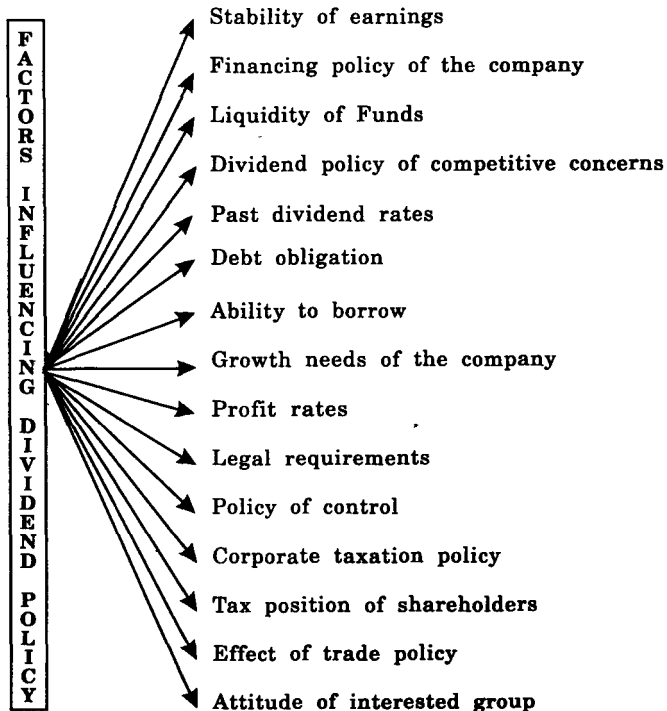 FACTORS INFLUENCING DIVIDEND POLICY
Stability of earnings
Financing policy of the company
Liquidity of Funds
Dividend policy of competitive concerns
Past dividend rates
Debt obligation
Ability to borrow
Growth needs of the company
Profit rates
Legal requirements
Policy of control
Corporate taxation policy
Tax position of shareholders
Effect of trade policy
Attitude of interested group